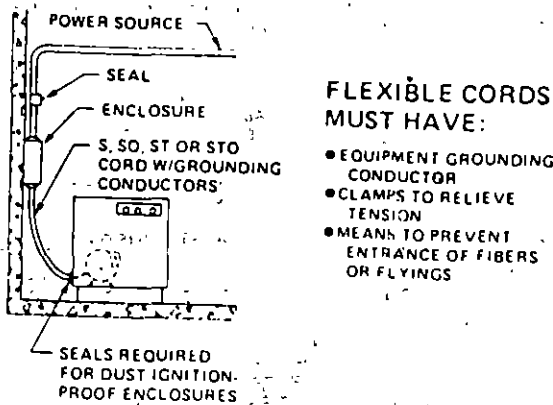 POWER SOURCE
SEAL
ENCLOSURE
S, SO, ST OR STO
CORD W/GROUNDING
CONDUCTORS
SEALS REQUIRED
FOR DUST IGNITION-
PROOF ENCLOSURES
FLEXIBLE CORDS
MUST HAVE:
●EQUIPMENT GROUNDING
CONDUCTOR
●CLAMPS TO RELIEVE
TENSION
●MEANS TO PREVENT
ENTRANCE OF FIBERS
OR FLYINGS